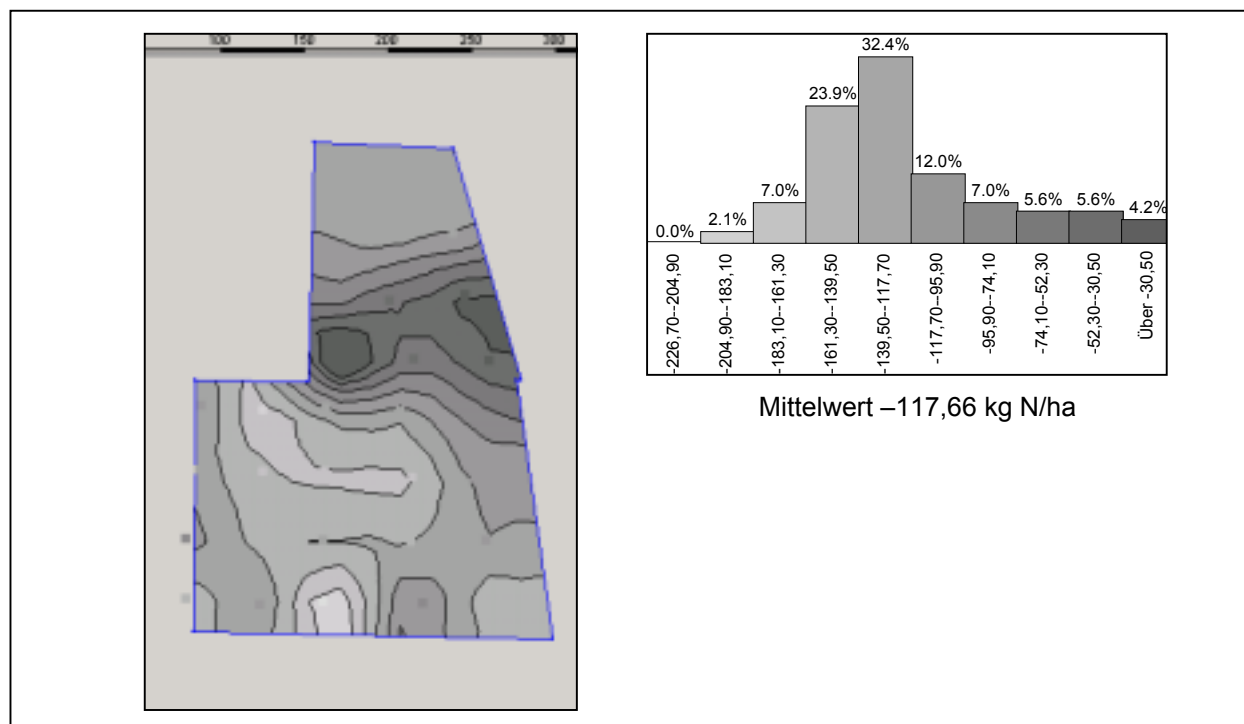 100 150 200 250 300
0.0% 2.1% 7.0% 23.9% 32.4% 12.0% 7.0% 5.6% 5.6% 4.2%
-226,70--204,90
-204,90--183,10
-183,10--161,30
-161,30--139,50
-139,50--117,70
-117,70--95,90
-95,90--74,10
-74,10--52,30
-52,30--30,50
Über -30,50
Mittelwert –117,66 kg N/ha